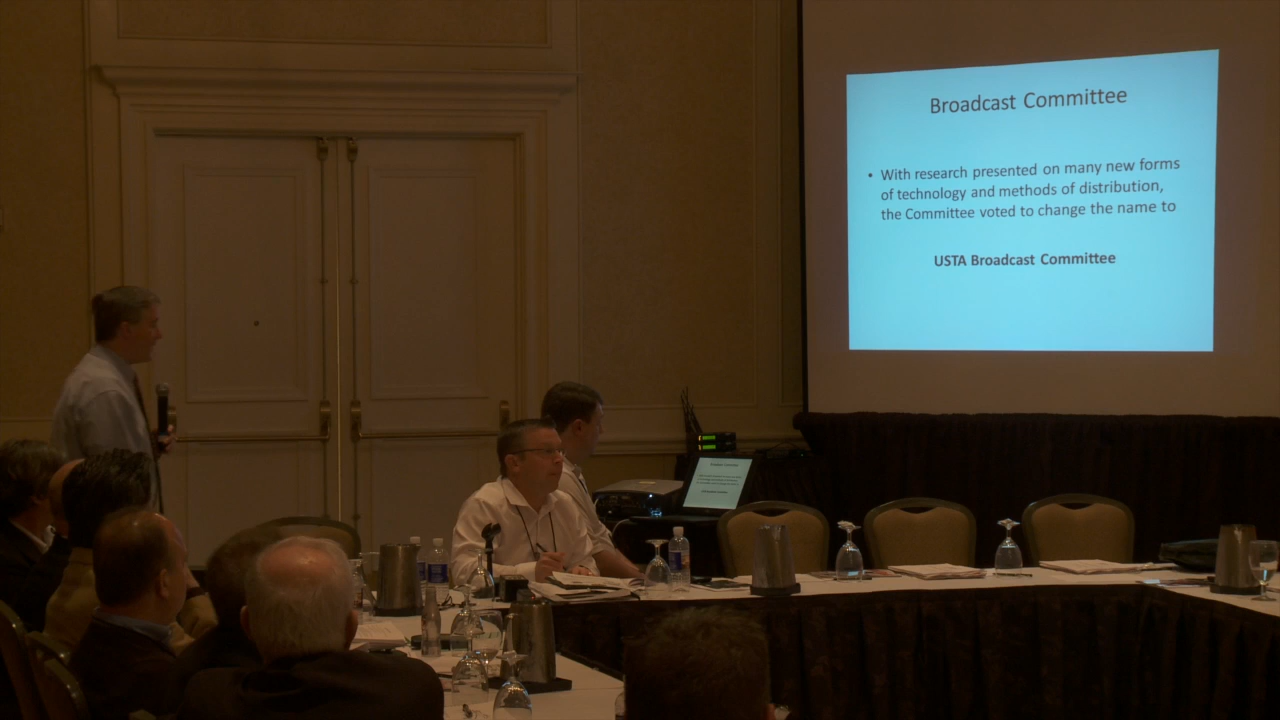 Broadcast Committee
• With research presented on many new forms
of technology and methods of distribution,
the Committee voted to change the name to
USTA Broadcast Committee